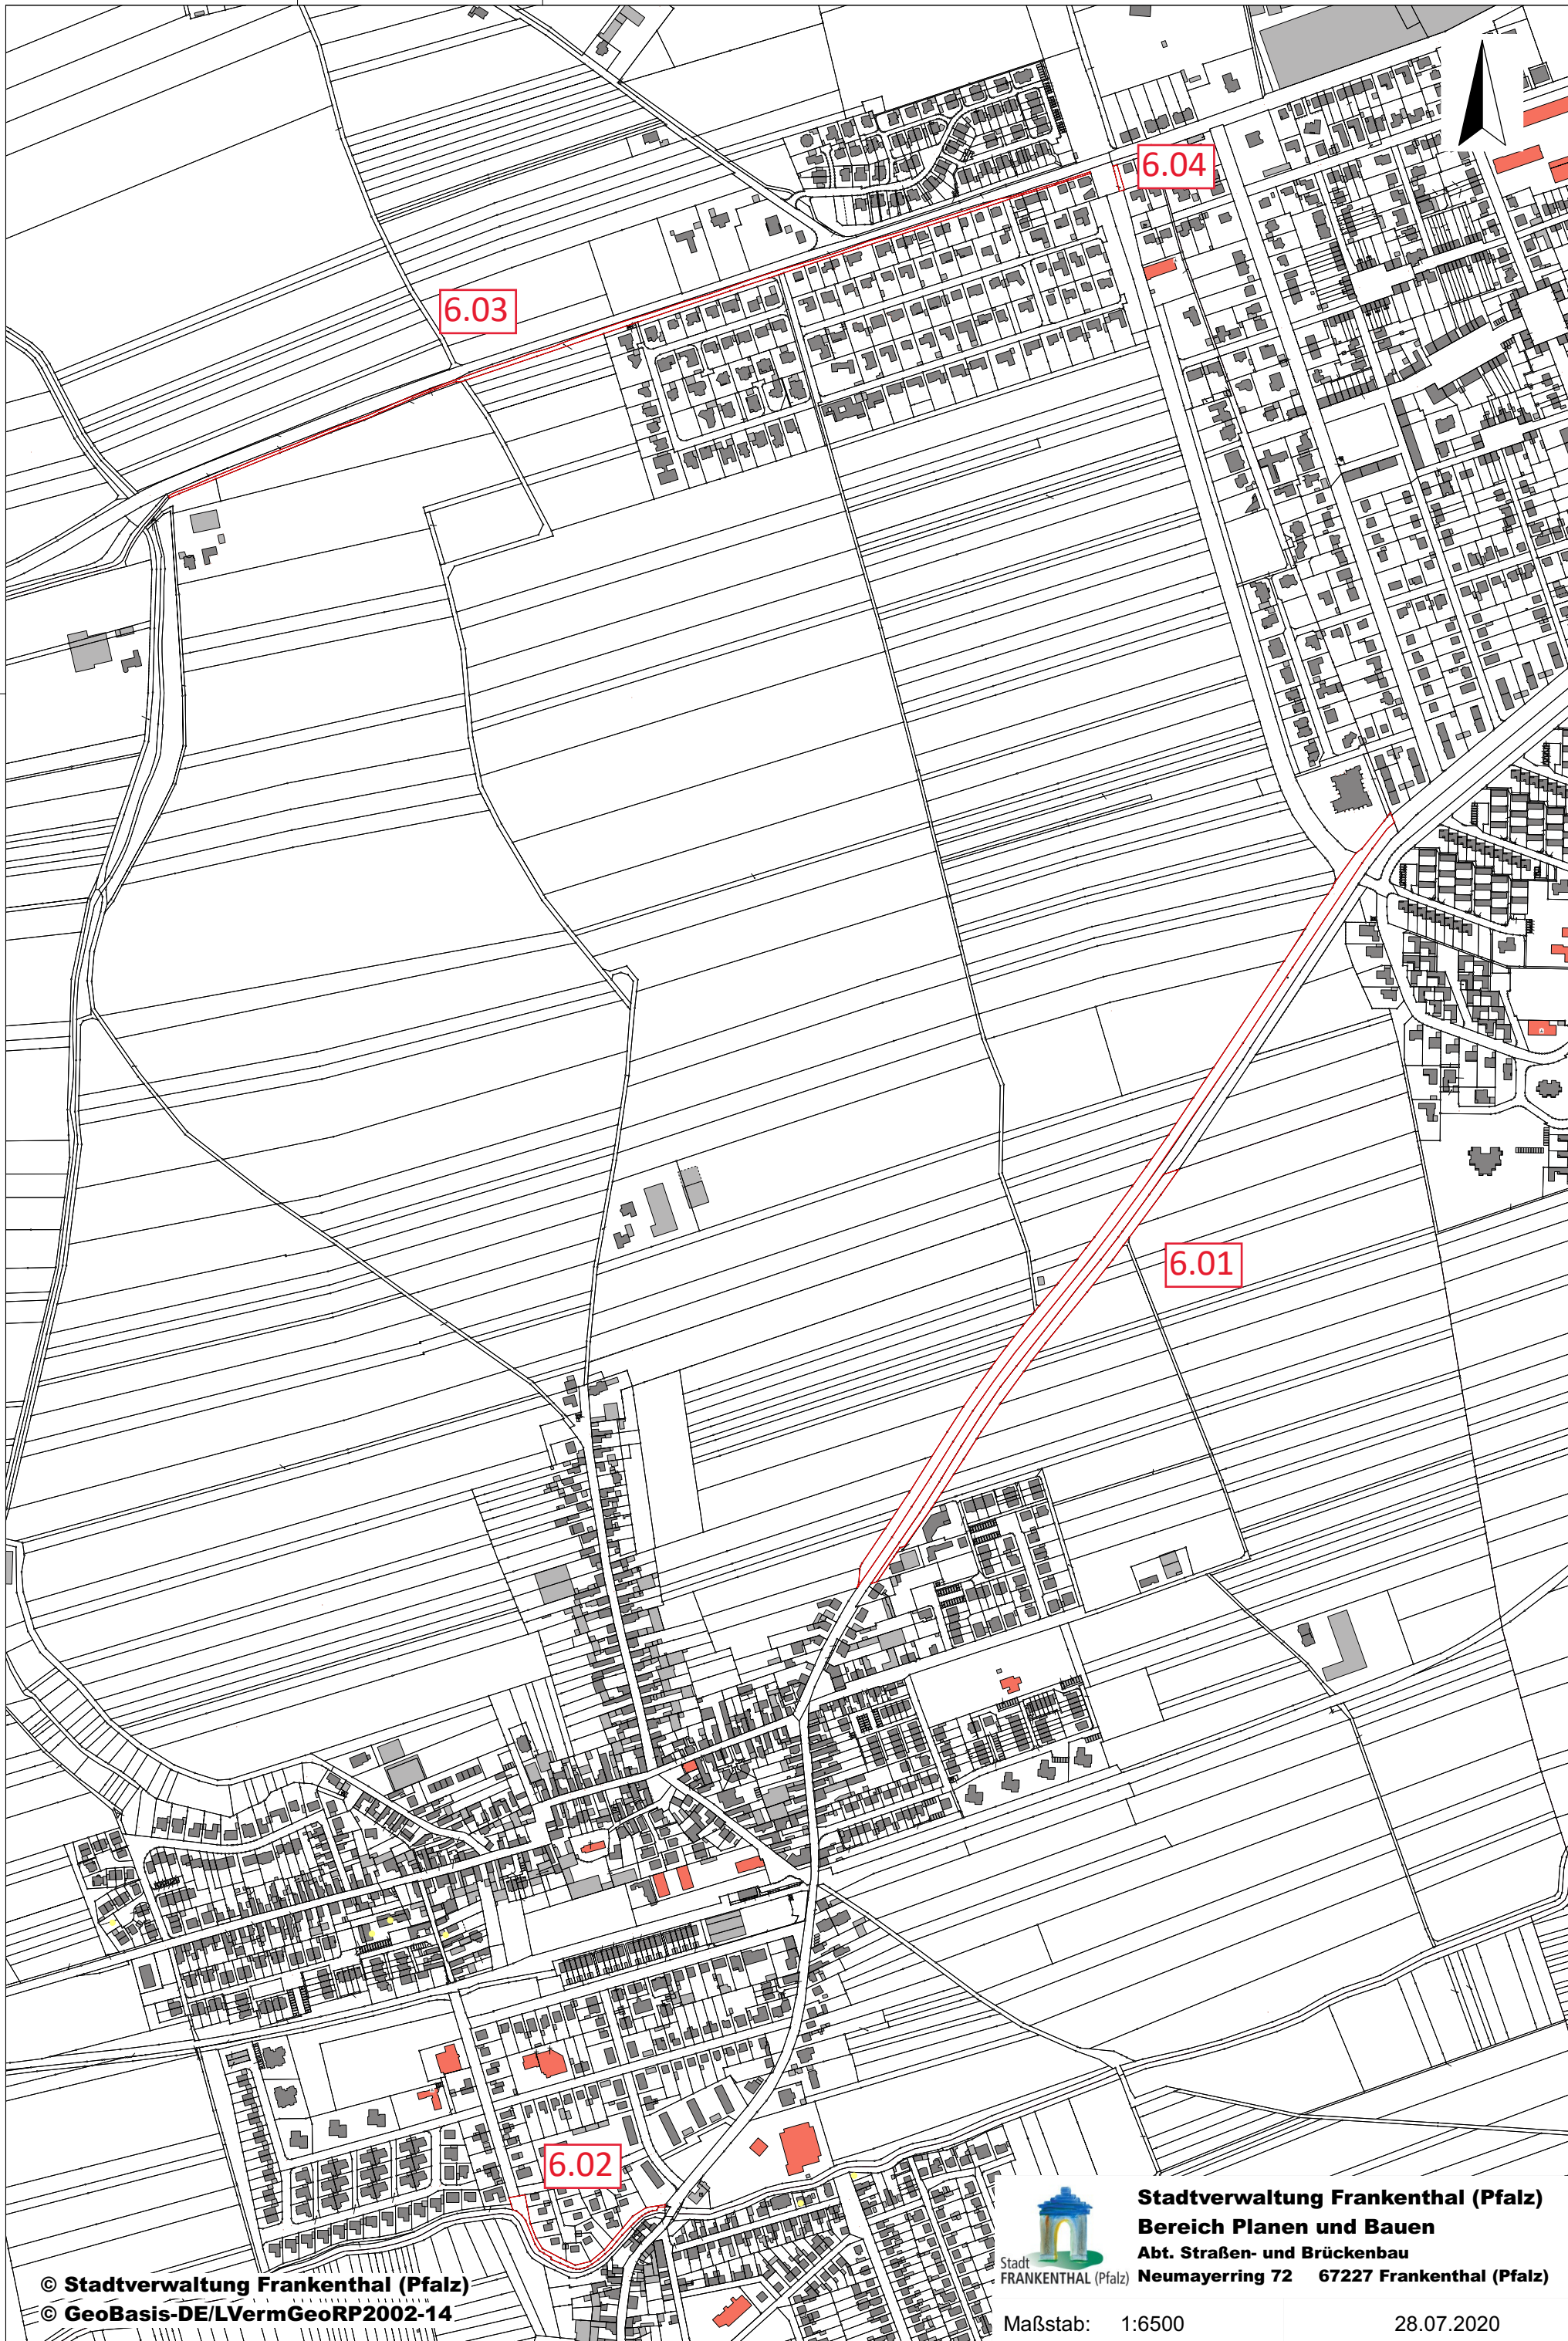 6.04
6.03
6.01
6.02
Stadt
FRANKENTHAL (Pfalz)
Stadtverwaltung Frankenthal (Pfalz)
Bereich Planen und Bauen
Abt. Straßen- und Brückenbau
Neumayerring 72 67227 Frankenthal (Pfalz)
© Stadtverwaltung Frankenthal (Pfalz)
© GeoBasis-DE/LVermGeoRP2002-14
Maßstab: 1:6500 28.07.2020